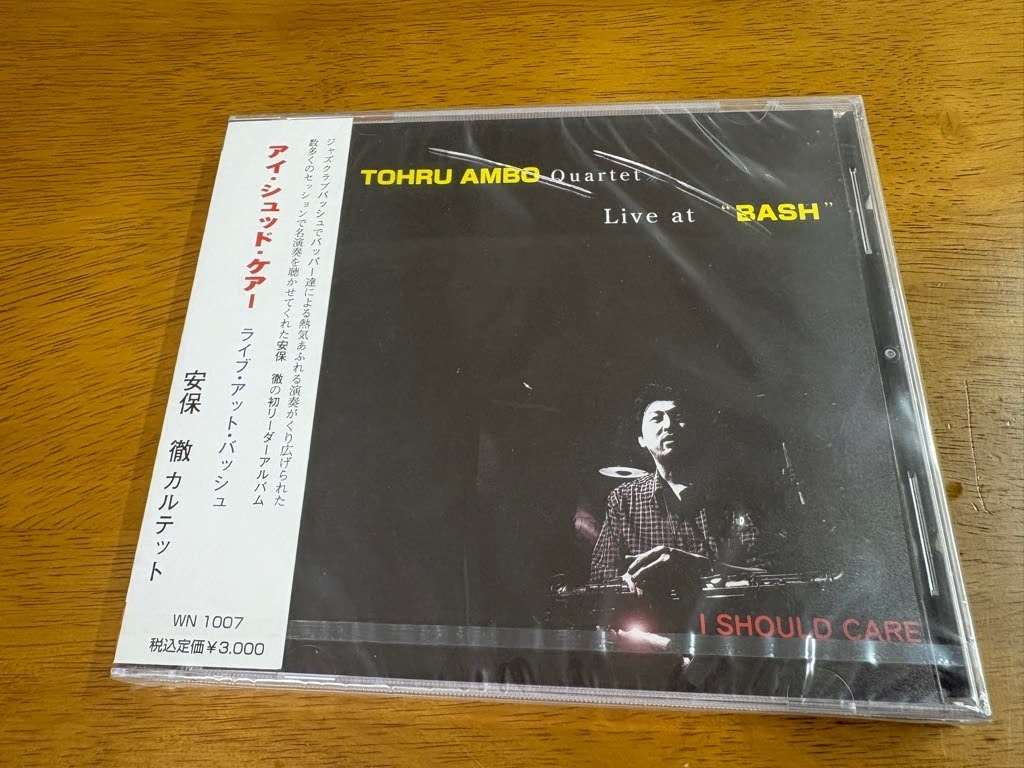 アイ・シュッド・ケアー
ライブ・アット・バッシュ
安保 徹 カルテット
ジャズクラブバッシュでバッパー達による熱気あふれる演奏がくり広げられた
数多くのセッションで名演奏を聴かせてくれた安保 徹の初リーダーアルバム
WN 1007
税込定価¥3.000
TOHRU AMBO Quartet
Live at "BASH"
I SHOULD CARE